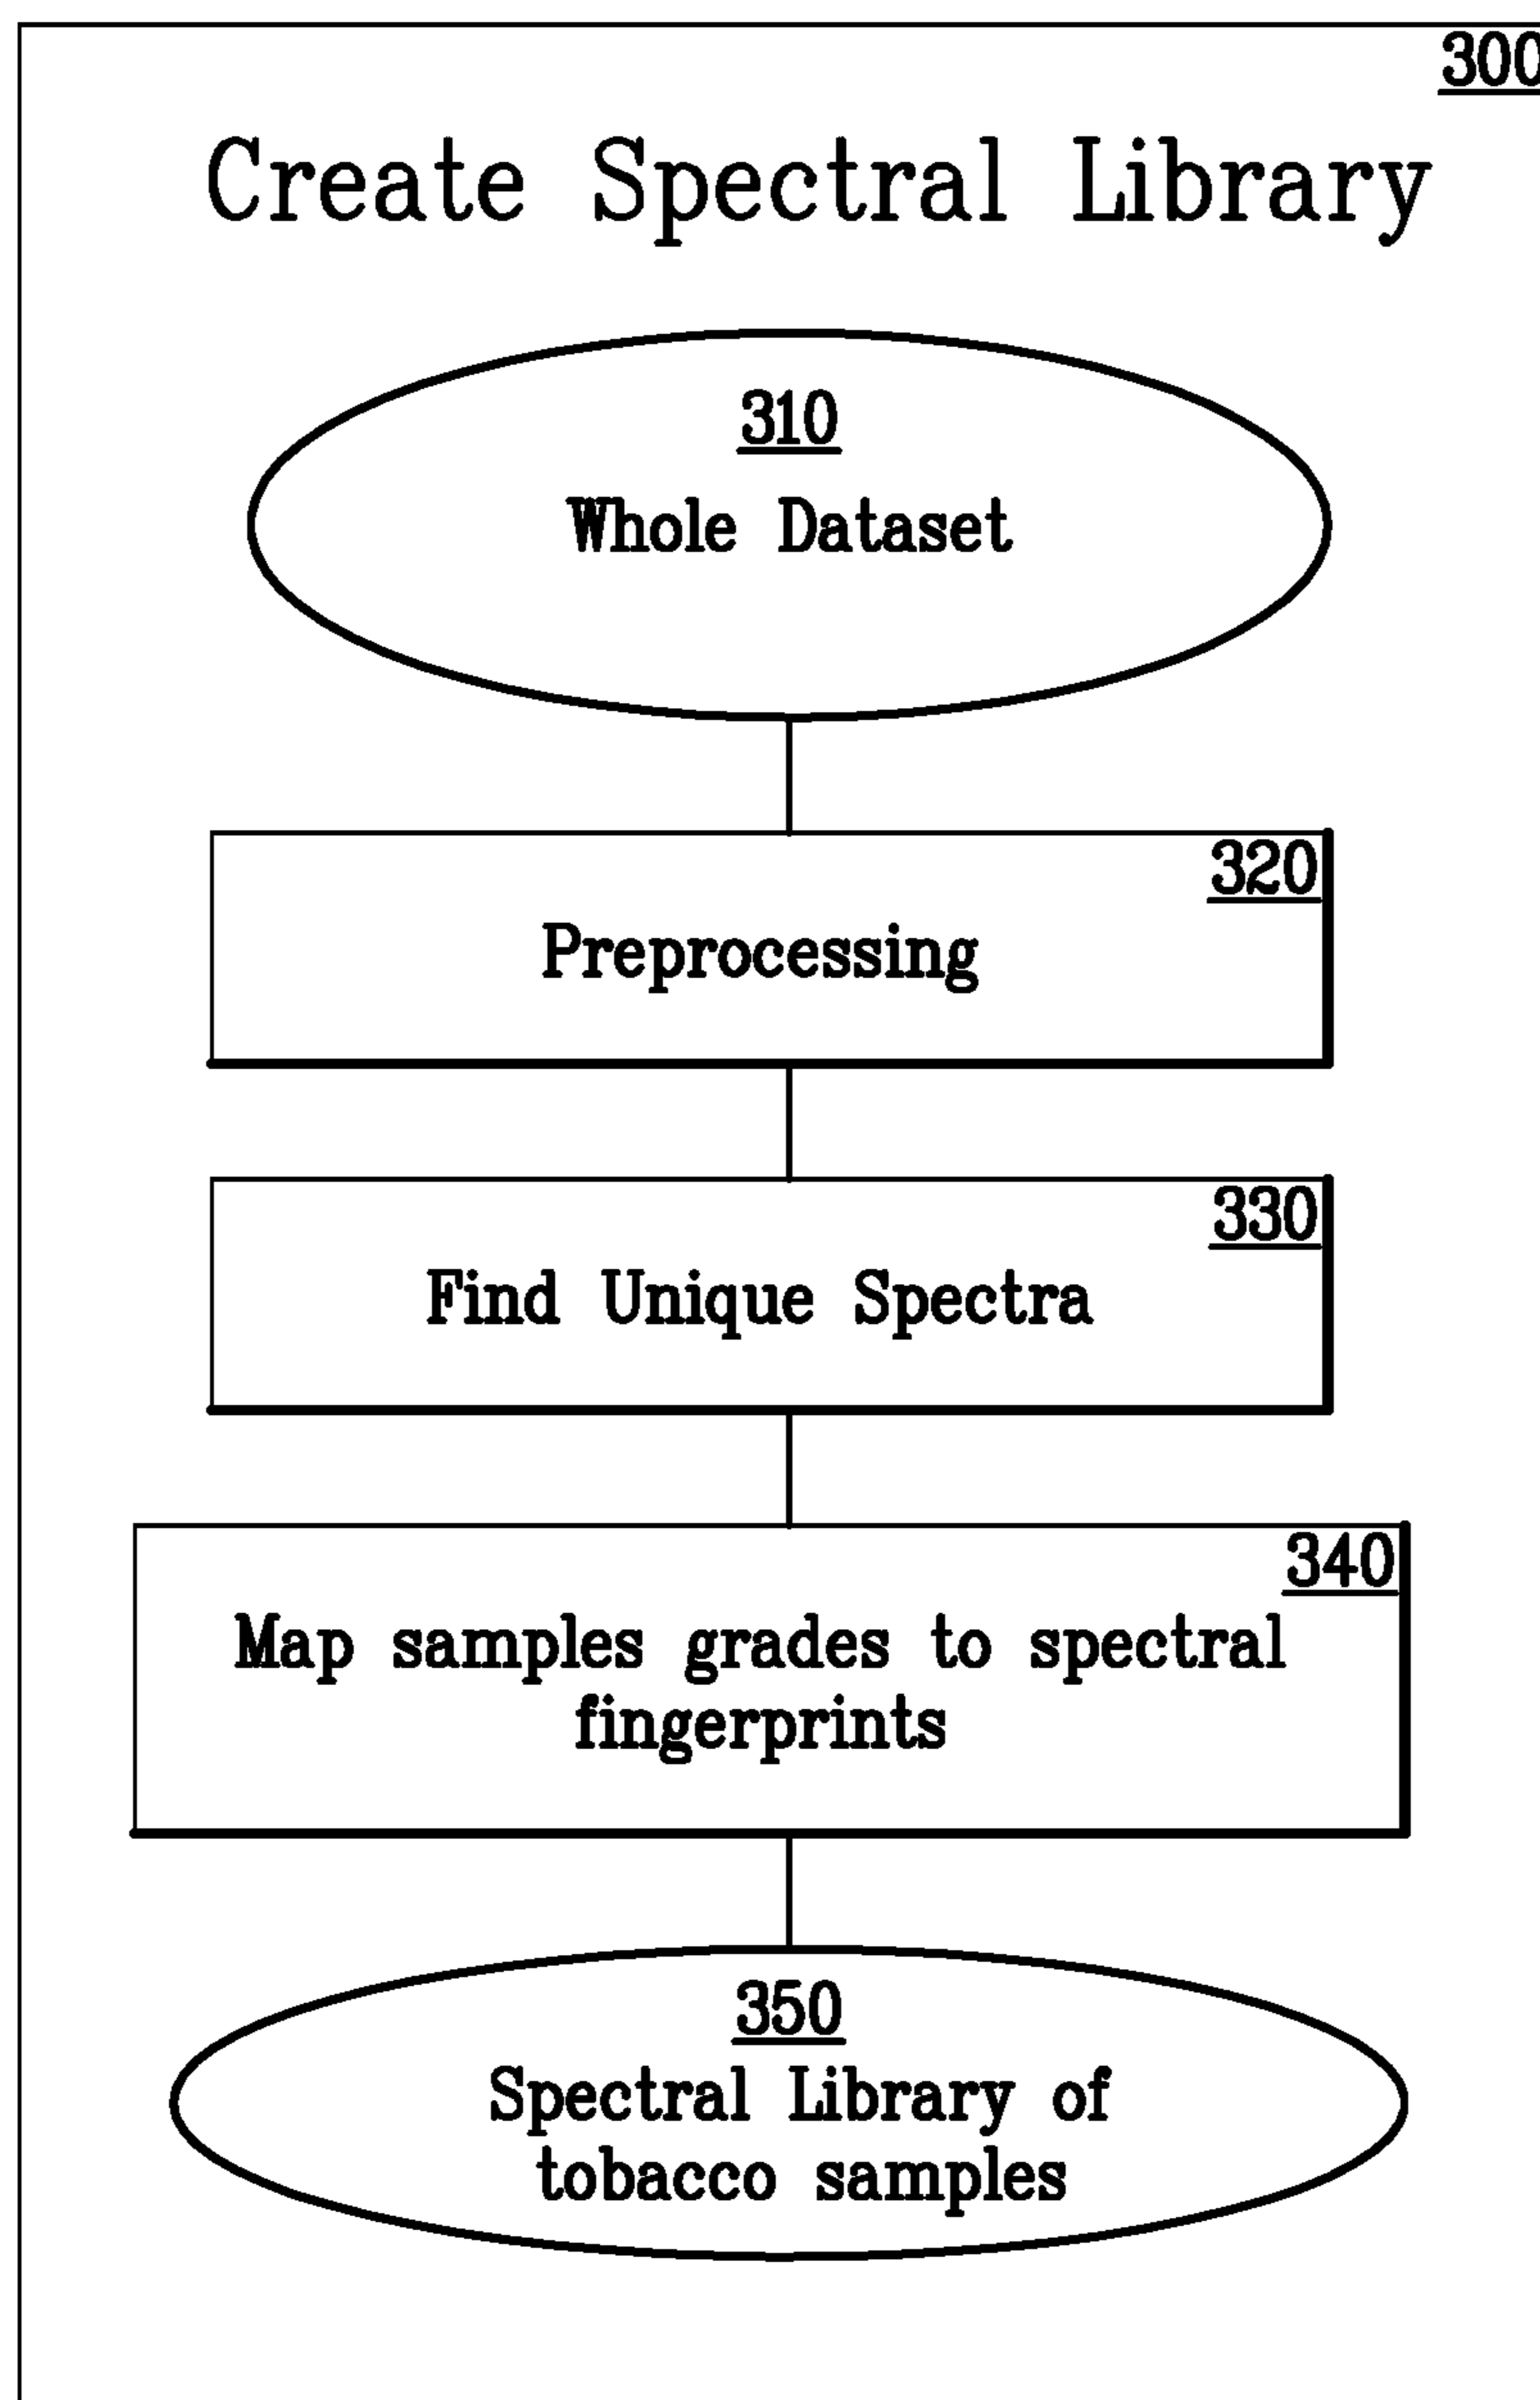 300
Create Spectral Library
310
Whole Dataset
320
Preprocessing
330
Find Unique Spectra
340
Map samples grades to spectral
fingerprints
350
Spectral Library of
tobacco samples